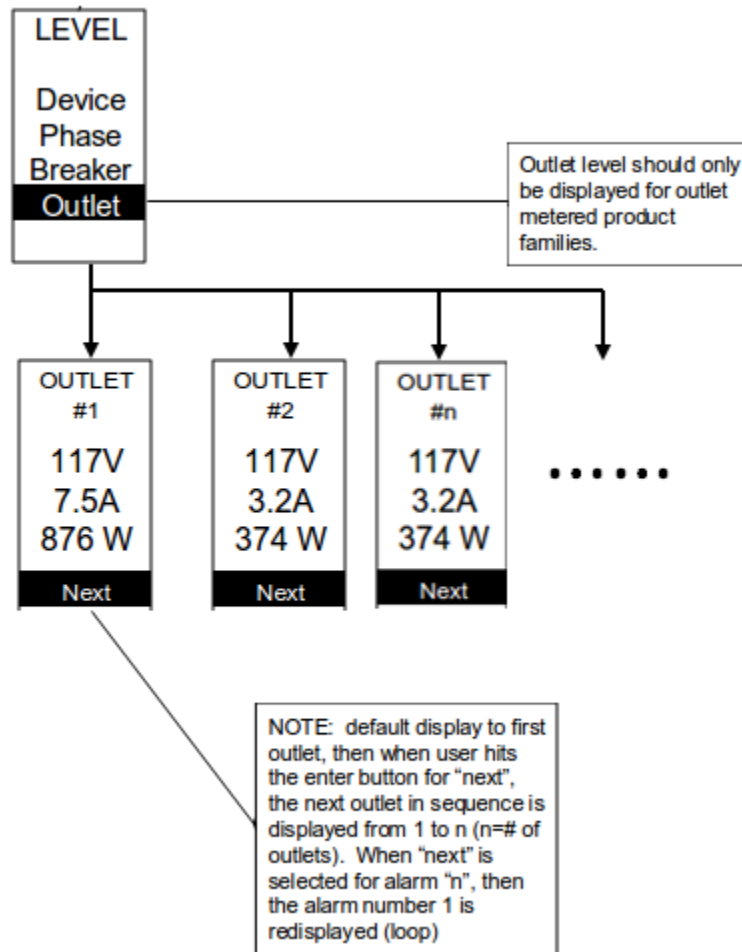 LEVEL
Device
Phase
Breaker
Outlet
Outlet level should only
be displayed for outlet
metered product
families.
OUTLET
#1
117V
7.5A
876 W
Next
OUTLET
#2
117V
3.2A
374 W
Next
OUTLET
#n
117V
3.2A
374 W
Next
......
NOTE: default display to first
outlet, then when user hits
the enter button for “next”,
the next outlet in sequence is
displayed from 1 to n (n=# of
outlets). When “next” is
selected for alarm “n”, then
the alarm number 1 is
redisplayed (loop)